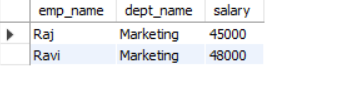 emp_name dept_name salary
Raj Marketing 45000
Ravi Marketing 48000